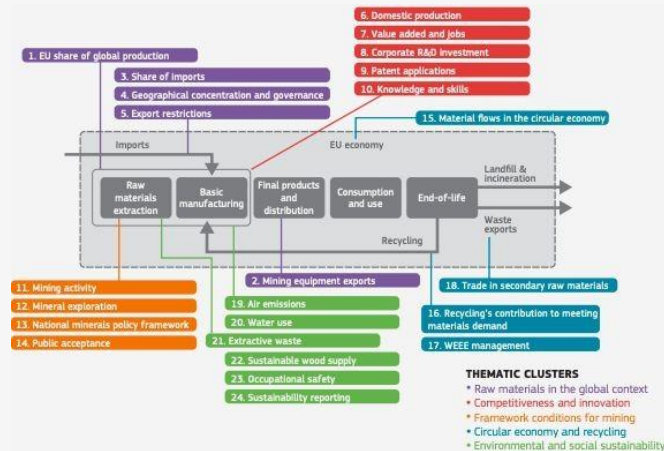 6. Domestic production
7. Value added and jobs
8. Corporate R&D investment
9. Patent applications
10. Knowledge and skills
1. EU share of global production
3. Share of imports
4. Geographical concentration and governance
5. Export restrictions
15. Material flows in the circular economy
Imports
EU economy
Raw
materials
extraction
Basic
manufacturing
Final products
and
distribution
Consumption
and use
End-of-life
Landfill &
incineration
Waste
exports
Recycling
2. Mining equipment exports
18. Trade in secondary raw materials
11. Mining activity
12. Mineral exploration
13. National minerals policy framework
14. Public acceptance
19. Air emissions
20. Water use
21. Extractive waste
22. Sustainable wood supply
23. Occupational safety
24. Sustainability reporting
16. Recycling's contribution to meeting
materials demand
17. WEEE management
THEMATIC CLUSTERS
• Raw materials in the global context
• Competitiveness and innovation
• Framework conditions for mining
• Circular economy and recycling
• Environmental and social sustainability